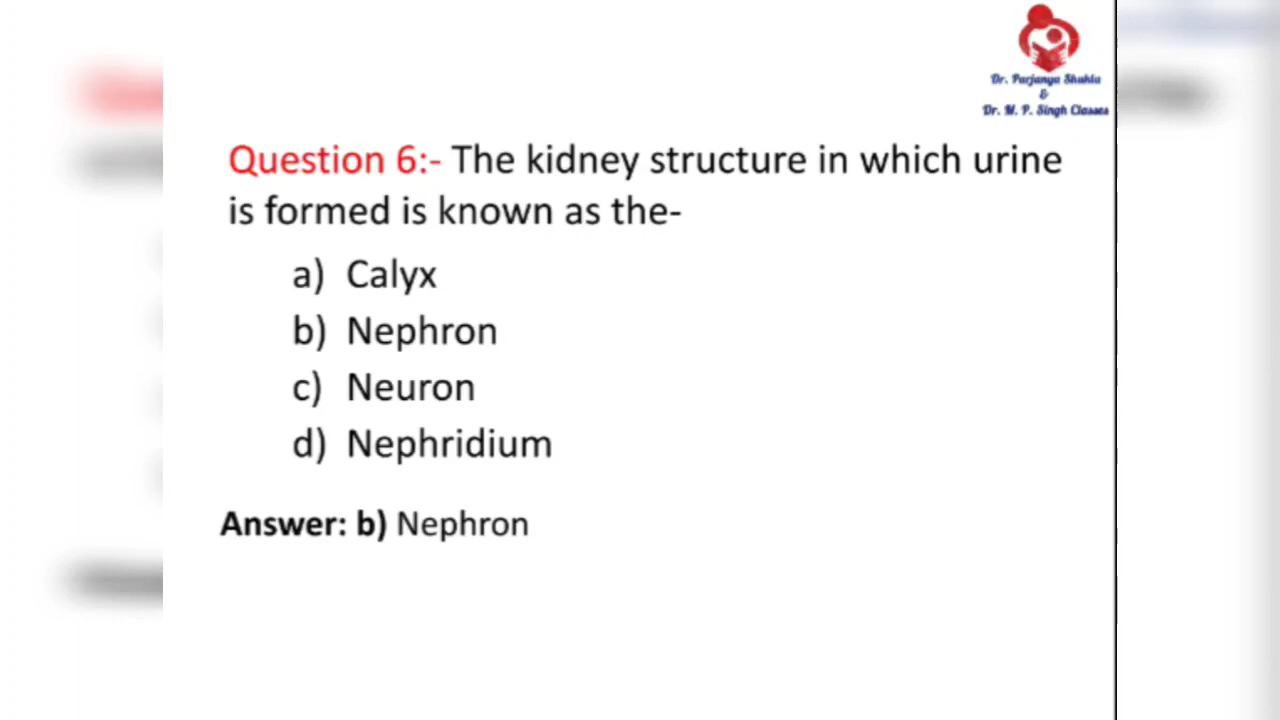 Dr. Parjanya Shukla
&
Dr. M. P. Singh Classes
Question 6:- The kidney structure in which urine
is formed is known as the-
a) Calyx
b) Nephron
c) Neuron
d) Nephridium
Answer: b) Nephron